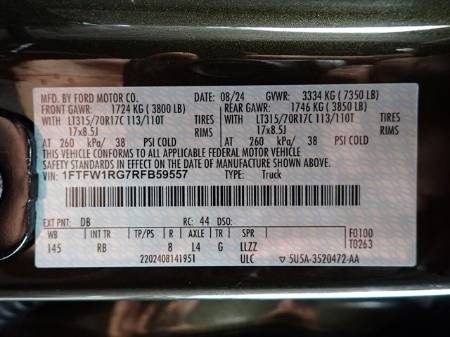 MFD. BY FORD MOTOR CO.
DATE: 08/24 GVWR: 3334 KG ( 7350 LB)
FRONT GAWR: 1724 KG ( 3800 LB) REAR GAWR: 1746 KG ( 3850 LB)
WITH LT315/70R17C 113/110T TIRES WITH LT315/70R17C 113/110T TIRES
17x8.5J RIMS 17x8.5J RIMS
AT 260 kPa/ 38 PSI COLD AT 260 kPa/ 38 PSI COLD
THIS VEHICLE CONFORMS TO ALL APPLICABLE FEDERAL MOTOR VEHICLE
SAFETY STANDARDS IN EFFECT ON THE DATE OF MANUFACTURE SHOWN ABOVE
VIN: 1FTFW1RG7RFB59557 TYPE: Truck
EXT PNT: DB RC: 44 DSO: F0100
WB INT TR TP/PS R AXLE TR SPR T0263
145 RB 8 L4 G LLZZ
2202408141951 ULC 5U5A-3520472-AA